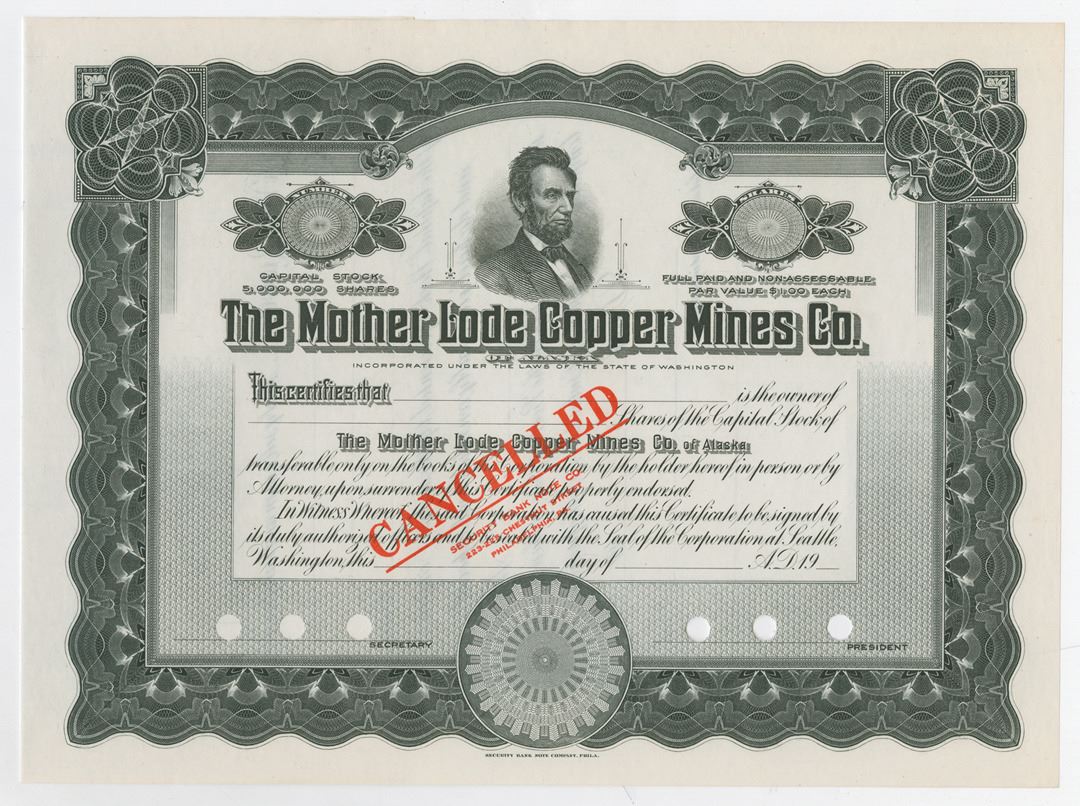 NUMBER
SHARES
CAPITAL STOCK
5,000,000 SHARES
FULL PAID AND NON-ASSESSABLE
PAR VALUE $1.00 EACH
The Mother Lode Copper Mines Co.
OF ALASKA
INCORPORATED UNDER THE LAWS OF THE STATE OF WASHINGTON
This certifies that is the owner of
Shares of the Capital Stock of
The Mother Lode Copper Mines Co. of Alaska
transferable only on the books of the Corporation by the holder hereof in person or by
Attorney, upon surrender of this Certificate properly endorsed.
In Witness Whereof, the said Corporation has caused this Certificate to be signed by
its duly authorized officers and to be sealed with the Seal of the Corporation at Seattle,
Washington, this day of A.D. 19
CANCELLED
SECURITY BANK NOTE CO.
223-225 CHESTNUT STREET
PHILADELPHIA, PA.
SECRETARY
PRESIDENT
SECURITY BANK NOTE COMPANY, PHILA.